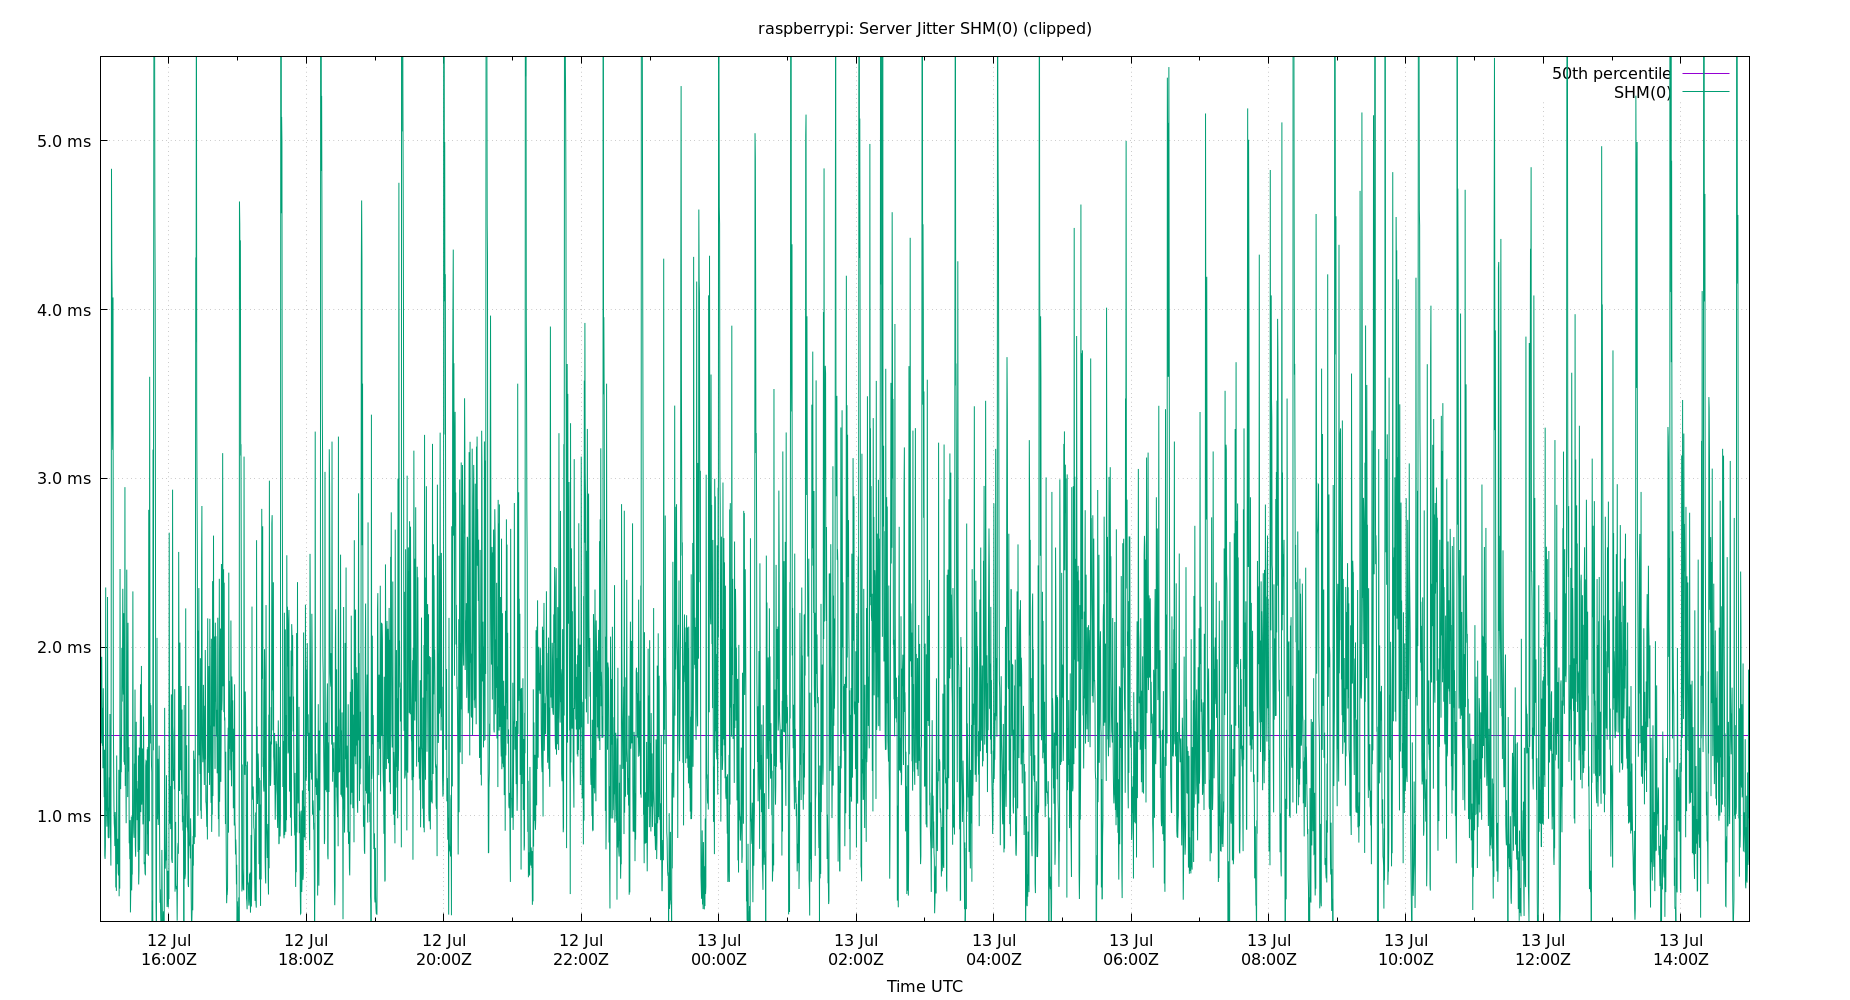 raspberrypi: Server Jitter SHM(0) (clipped)
50th percentile
SHM(0)
5.0 ms
4.0 ms
3.0 ms
2.0 ms
1.0 ms
12 Jul 12 Jul 12 Jul 12 Jul 13 Jul 13 Jul 13 Jul 13 Jul 13 Jul 13 Jul 13 Jul 13 Jul
16:00Z 18:00Z 20:00Z 22:00Z 00:00Z 02:00Z 04:00Z 06:00Z 08:00Z 10:00Z 12:00Z 14:00Z
Time UTC